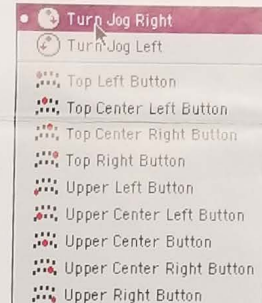 Turn Jog Right
Turn Jog Left
Top Left Button
Top Center Left Button
Top Center Right Button
Top Right Button
Upper Left Button
Upper Center Left Button
Upper Center Button
Upper Center Right Button
Upper Right Button